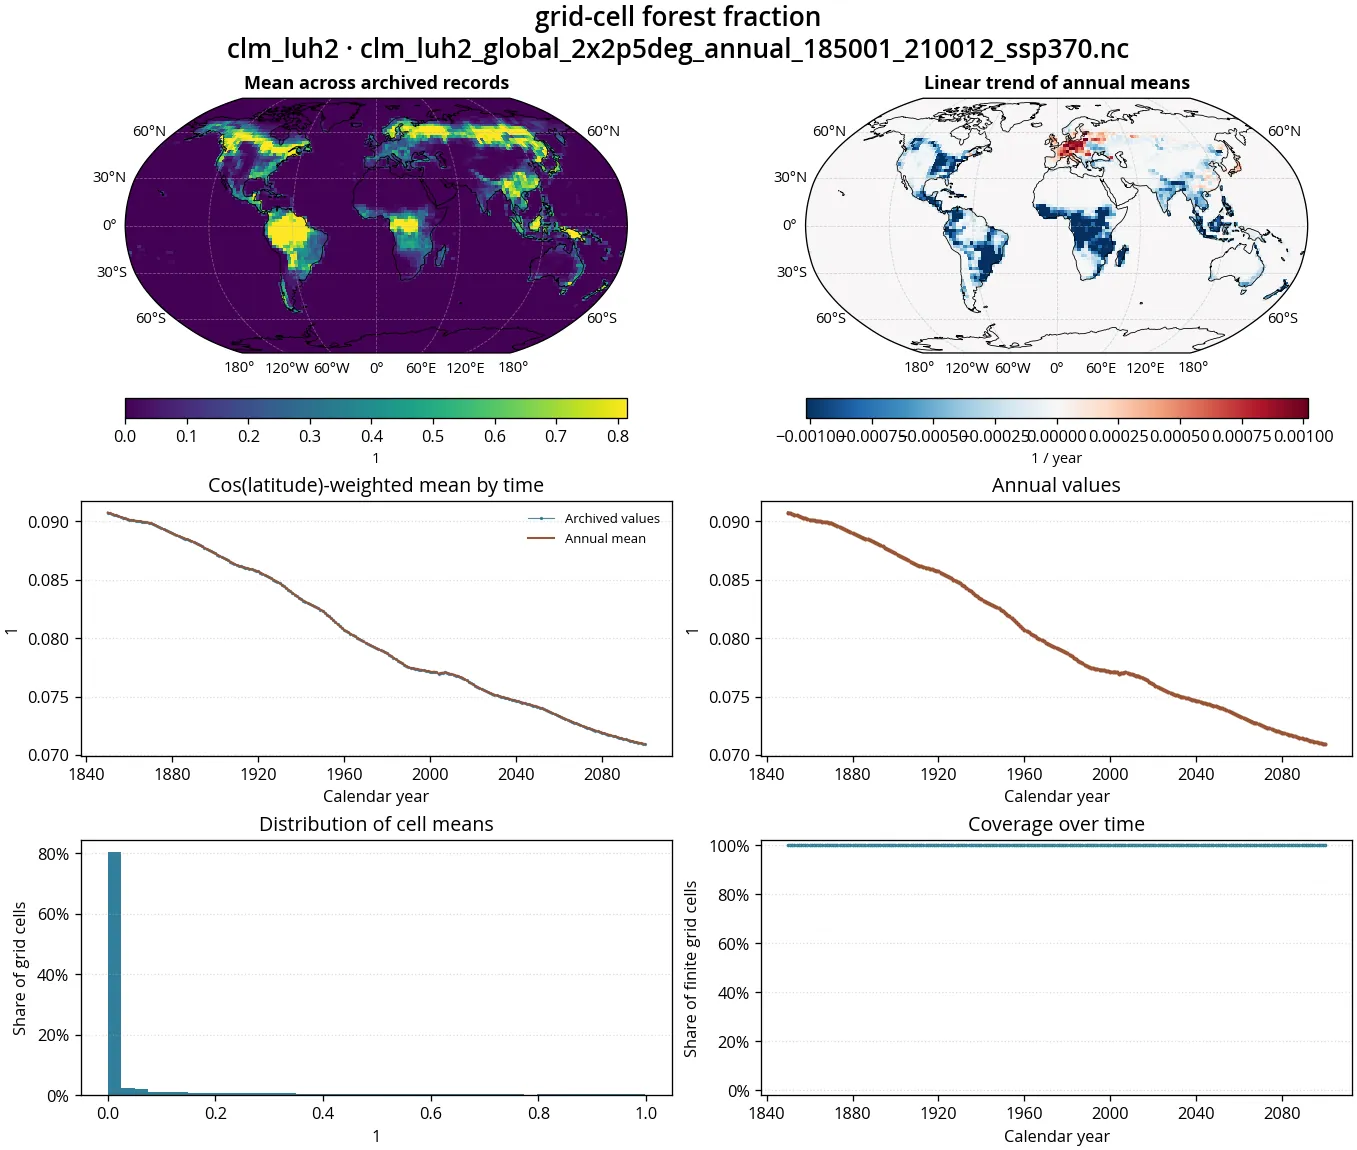 grid-cell forest fraction
clm_luh2 · clm_luh2_global_2x2p5deg_annual_185001_210012_ssp370.nc
Mean across archived records
60°N 60°N
30°N
0°
30°S
60°S 60°S
180° 120°W 60°W 0° 60°E 120°E 180°
0.0 0.1 0.2 0.3 0.4 0.5 0.6 0.7 0.8
1
Linear trend of annual means
60°N 60°N
30°N
0°
30°S
60°S 60°S
180° 120°W 60°W 0° 60°E 120°E 180°
−0.00100 −0.00075 −0.00050 −0.00025 0.00000 0.00025 0.00050 0.00075 0.00100
1 / year
Cos(latitude)-weighted mean by time
Archived values
Annual mean
0.090
0.085
0.080
0.075
0.070
1
1840 1880 1920 1960 2000 2040 2080
Calendar year
Annual values
0.090
0.085
0.080
0.075
0.070
1
1840 1880 1920 1960 2000 2040 2080
Calendar year
Distribution of cell means
80%
60%
40%
20%
0%
Share of grid cells
0.0 0.2 0.4 0.6 0.8 1.0
1
Coverage over time
100%
80%
60%
40%
20%
0%
Share of finite grid cells
1840 1880 1920 1960 2000 2040 2080
Calendar year